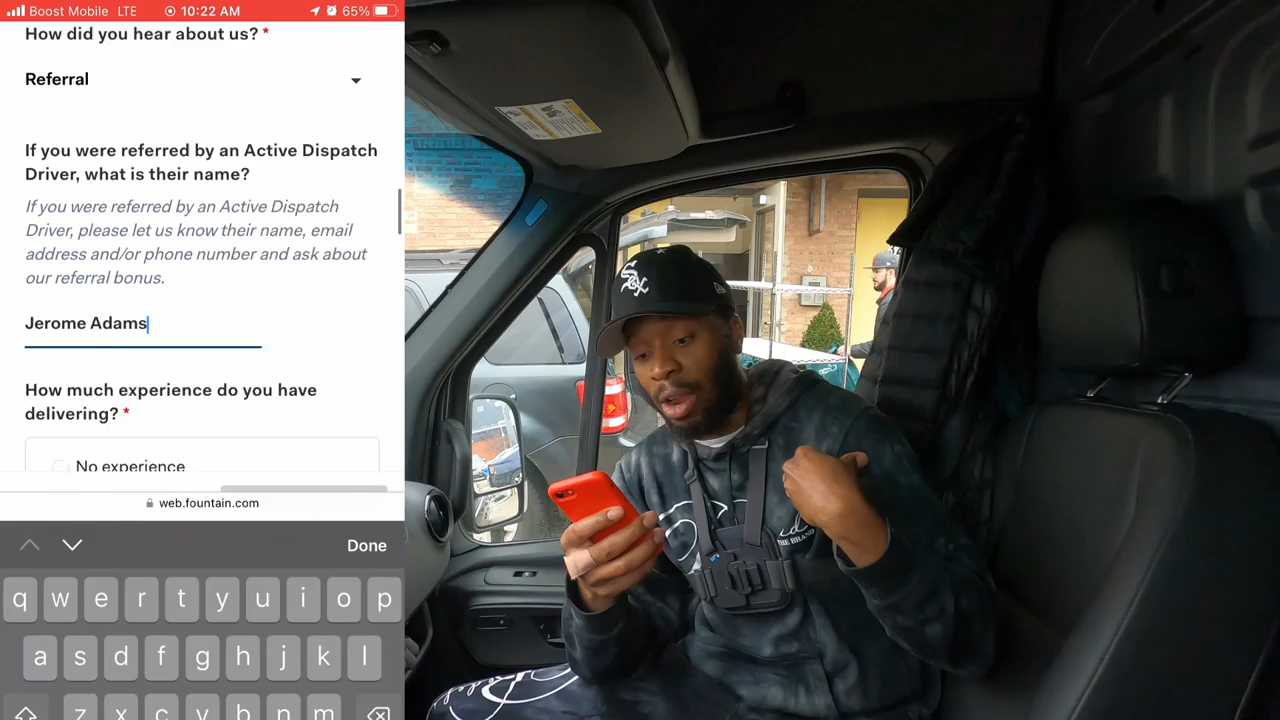 Boost Mobile LTE 10:22 AM 65%
How did you hear about us? *
Referral
If you were referred by an Active Dispatch
Driver, what is their name?
If you were referred by an Active Dispatch
Driver, please let us know their name, email
address and/or phone number and ask about
our referral bonus.
Jerome Adams
How much experience do you have
delivering? *
No experience
web.fountain.com
Done
q w e r t y u i o p
a s d f g h j k l
z x c v b n m
Sox
THE BRAND